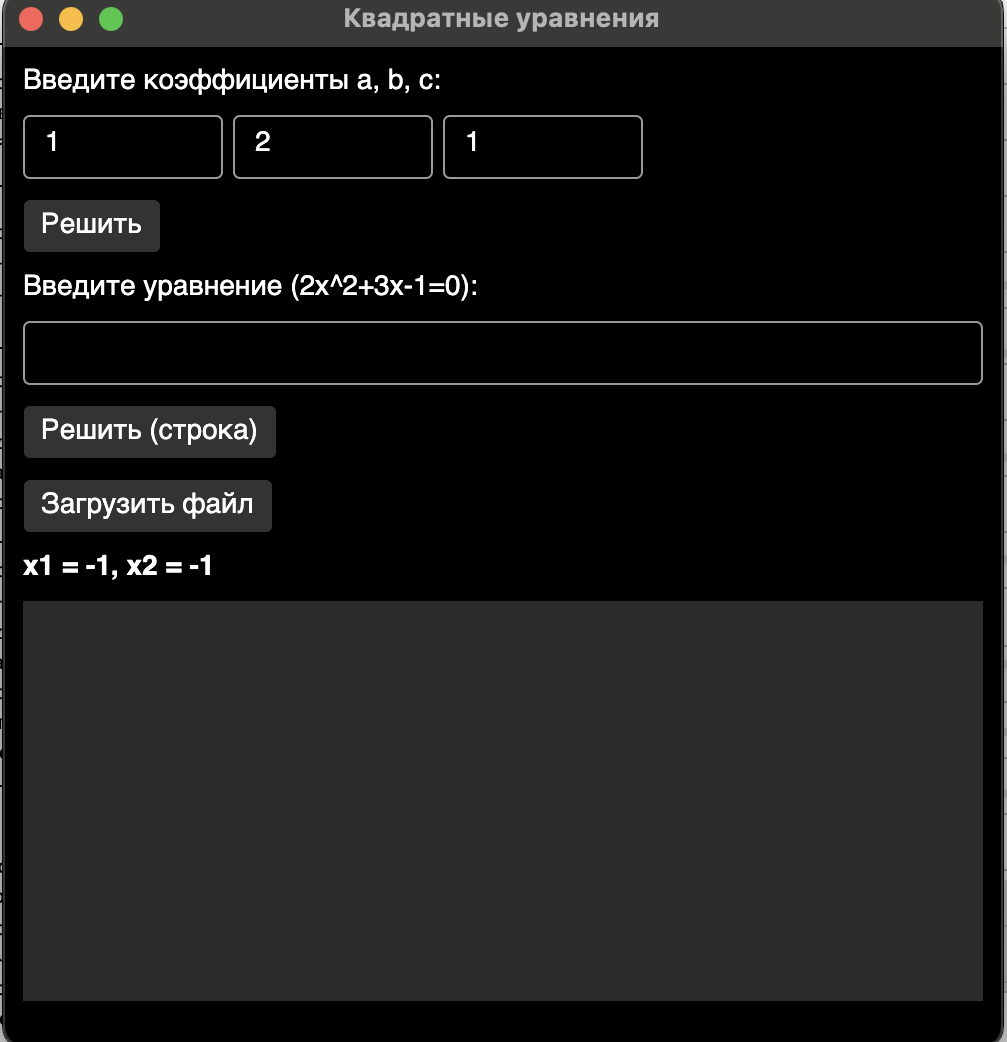 Квадратные уравнения
Введите коэффициенты a, b, c:
1 2 1
Решить
Введите уравнение (2x^2+3x-1=0):
Решить (строка)
Загрузить файл
x1 = -1, x2 = -1